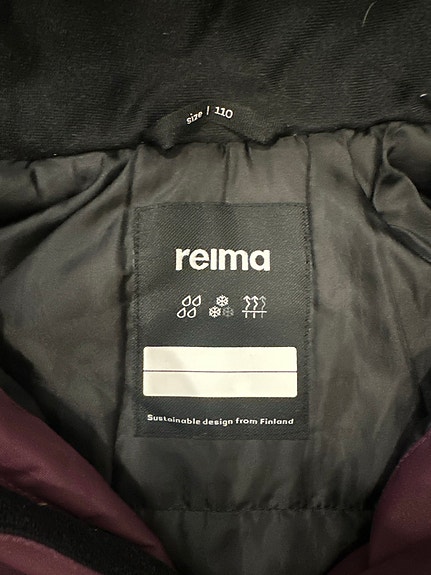 size | 110
reima
Sustainable design from Finland